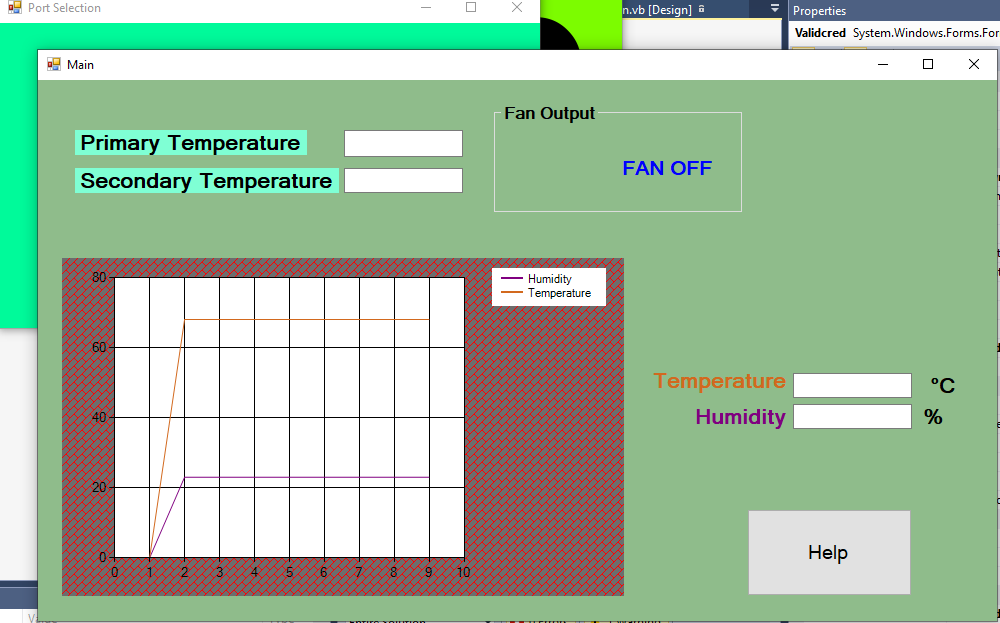 Port Selection
n.vb [Design]
Properties
Validcred System.Windows.Forms.For
Main
Fan Output
Primary Temperature
FAN OFF
Secondary Temperature
80
60
40
20
0
0 1 2 3 4 5 6 7 8 9 10
Humidity
Temperature
Temperature °C
Humidity %
Help